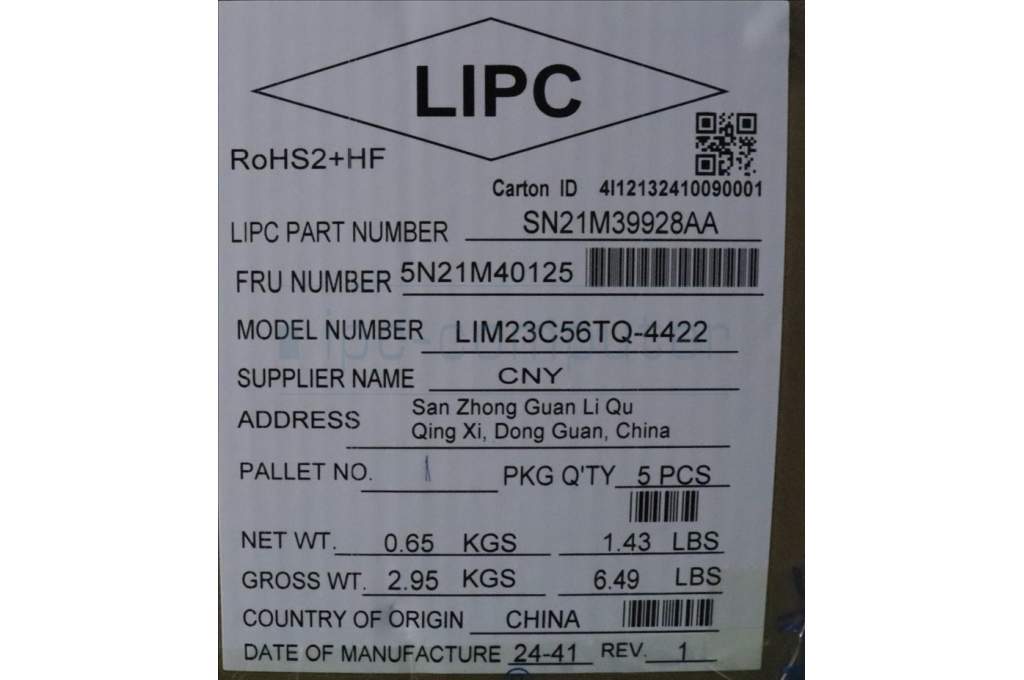 LIPC
RoHS2+HF
Carton ID 4I12132410090001
LIPC PART NUMBER SN21M39928AA
FRU NUMBER 5N21M40125
ipc-computer
MODEL NUMBER LIM23C56TQ-4422
SUPPLIER NAME CNY
ADDRESS San Zhong Guan Li Qu
Qing Xi, Dong Guan, China
PALLET NO. 1 PKG Q'TY 5 PCS
NET WT. 0.65 KGS 1.43 LBS
GROSS WT. 2.95 KGS 6.49 LBS
COUNTRY OF ORIGIN CHINA
DATE OF MANUFACTURE 24-41 REV. 1